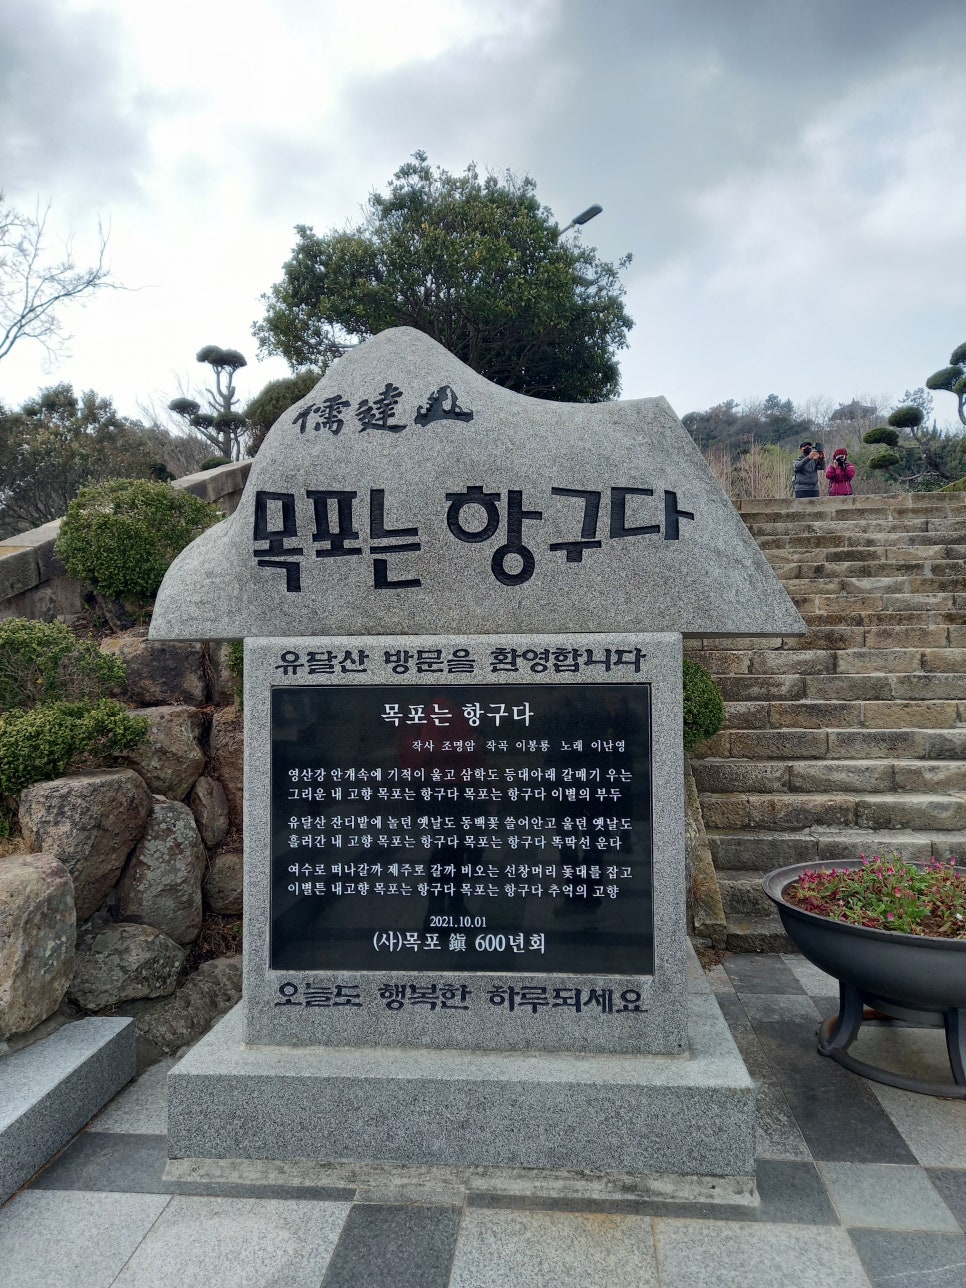 儒達山
목포는 항구다
유달산 방문을 환영합니다
목포는 항구다
작사 조명암 작곡 이봉룡 노래 이난영
영산강 안개속에 기적이 울고 삼학도 등대아래 갈매기 우는
그리운 내 고향 목포는 항구다 목포는 항구다 이별의 부두
유달산 잔디밭에 놀던 옛날도 동백꽃 쓸어안고 울던 옛날도
흘러간 내 고향 목포는 항구다 목포는 항구다 똑딱선 운다
여수로 떠나갈까 제주로 갈까 비오는 선창머리 돛대를 잡고
이별튼 내고향 목포는 항구다 목포는 항구다 추억의 고향
2021.10.01
(사)목포 鎭 600년회
오늘도 행복한 하루되세요